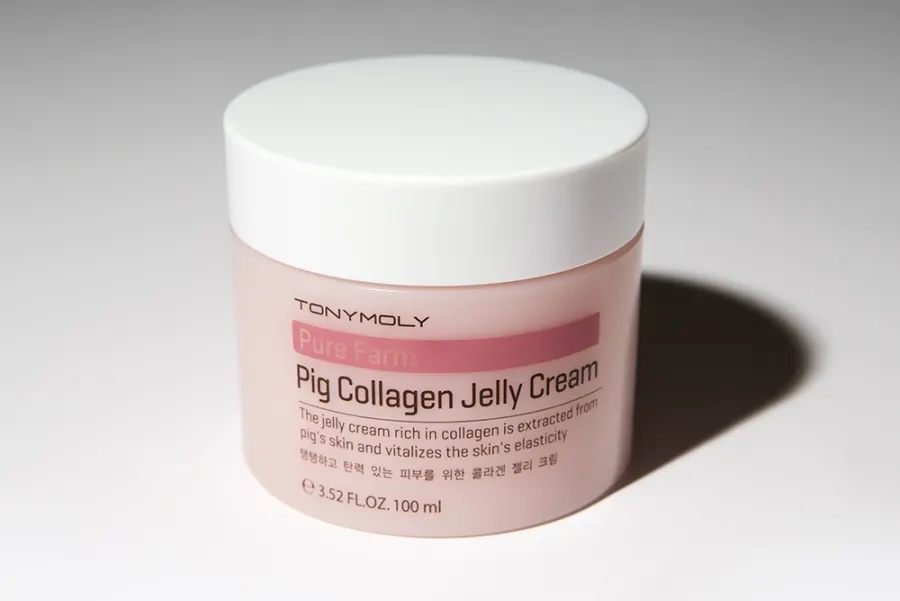 TONYMOLY
Pure Farm
Pig Collagen Jelly Cream
The jelly cream rich in collagen is extracted from
pig's skin and vitalizes the skin's elasticity
탱탱하고 탄력 있는 피부를 위한 콜라겐 젤리 크림
℮ 3.52 FL.OZ. 100 ml